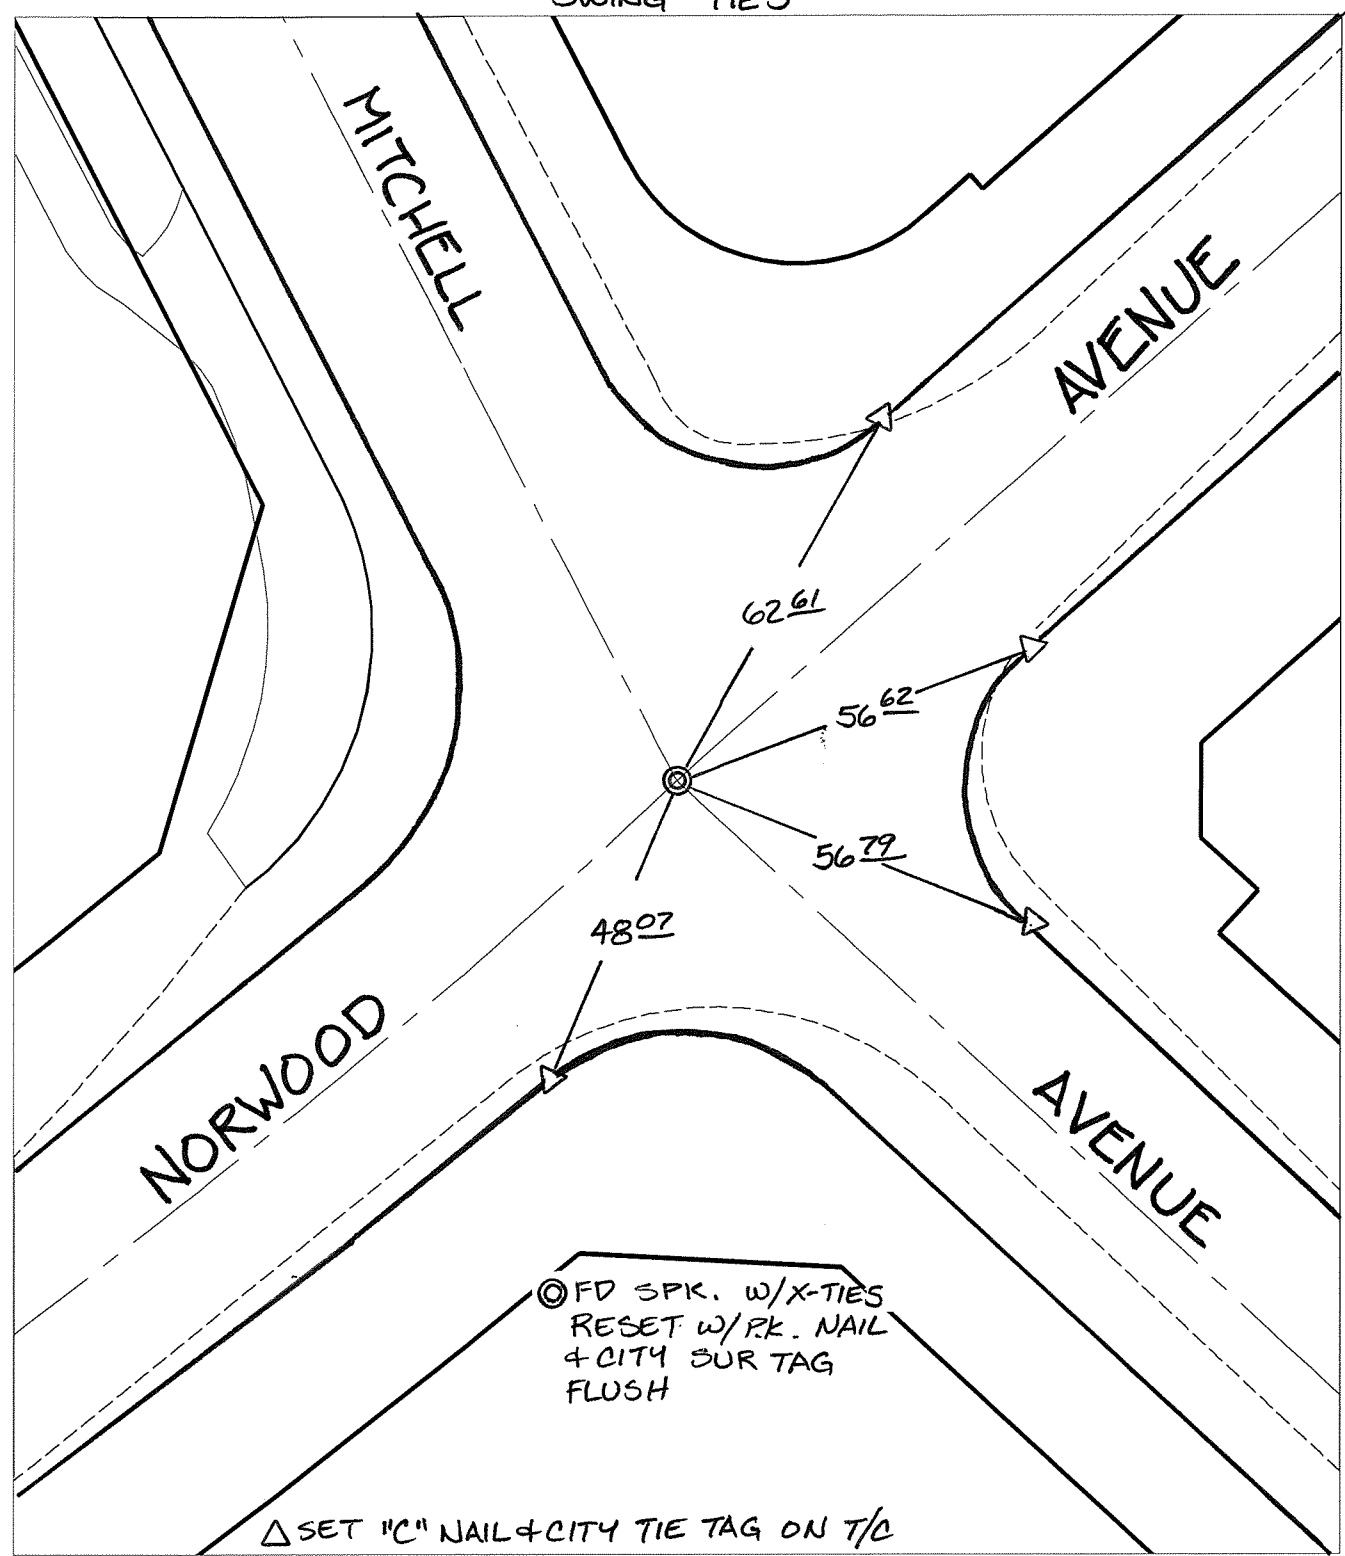 SWING TIES
MITCHELL
AVENUE
62 61
56 62
56 79
48 07
NORWOOD
AVENUE
FD SPK. W/X-TIES
RESET W/P.K. NAIL
& CITY SUR TAG
FLUSH
△ SET "C" NAIL & CITY TIE TAG ON T/C